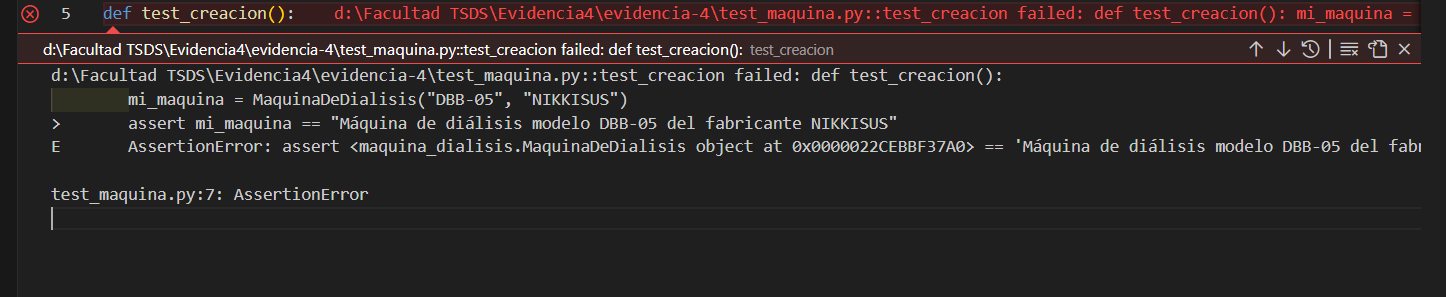 5 def test_creacion(): d:\Facultad TSDS\Evidencia4\evidencia-4\test_maquina.py::test_creacion failed: def test_creacion(): mi_maquina =
d:\Facultad TSDS\Evidencia4\evidencia-4\test_maquina.py::test_creacion failed: def test_creacion(): test_creacion
d:\Facultad TSDS\Evidencia4\evidencia-4\test_maquina.py::test_creacion failed: def test_creacion():
mi_maquina = MaquinaDeDialisis("DBB-05", "NIKKISUS")
> assert mi_maquina == "Máquina de diálisis modelo DBB-05 del fabricante NIKKISUS"
E AssertionError: assert <maquina_dialisis.MaquinaDeDialisis object at 0x0000022CEBBF37A0> == 'Máquina de diálisis modelo DBB-05 del fabr
test_maquina.py:7: AssertionError